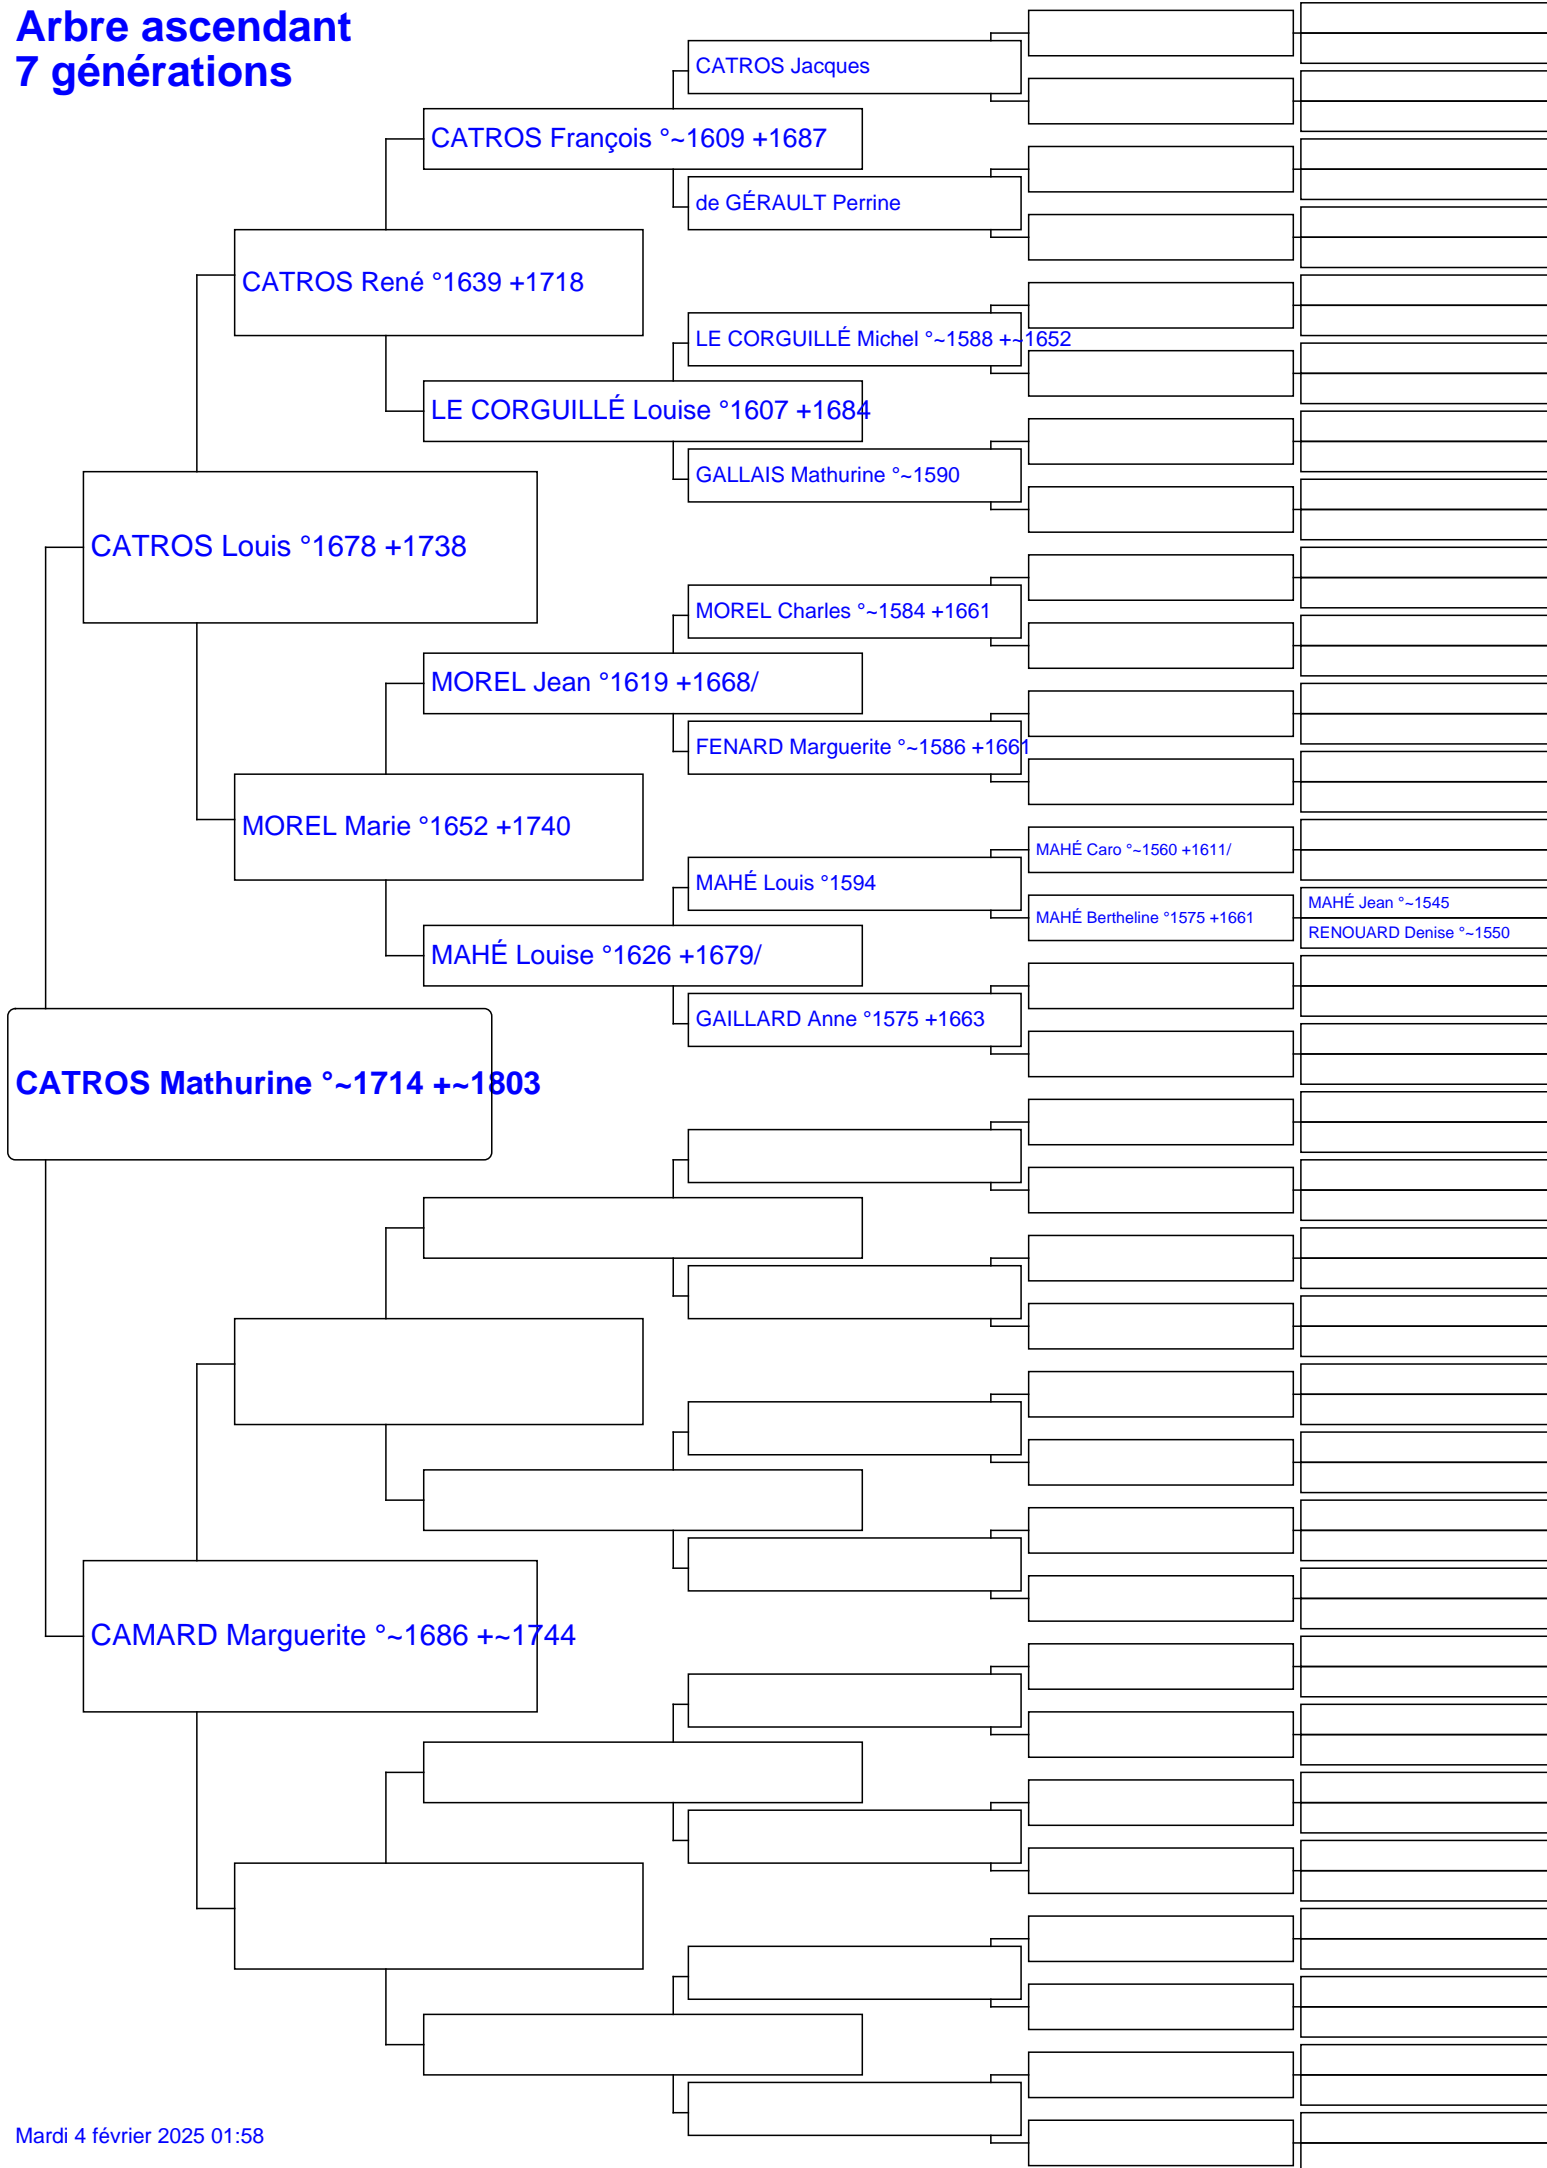 Arbre ascendant
7 générations
CATROS Jacques
CATROS François °~1609 +1687
de GÉRAULT Perrine
CATROS René °1639 +1718
LE CORGUILLÉ Michel °~1588 +~1652
LE CORGUILLÉ Louise °1607 +1684
GALLAIS Mathurine °~1590
CATROS Louis °1678 +1738
MOREL Charles °~1584 +1661
MOREL Jean °1619 +1668/
FENARD Marguerite °~1586 +1661
MOREL Marie °1652 +1740
MAHÉ Caro °~1560 +1611/
MAHÉ Louis °1594
MAHÉ Jean °~1545
MAHÉ Bertheline °1575 +1661
RENOUARD Denise °~1550
MAHÉ Louise °1626 +1679/
GAILLARD Anne °1575 +1663
CATROS Mathurine °~1714 +~1803
CAMARD Marguerite °~1686 +~1744
Mardi 4 février 2025 01:58